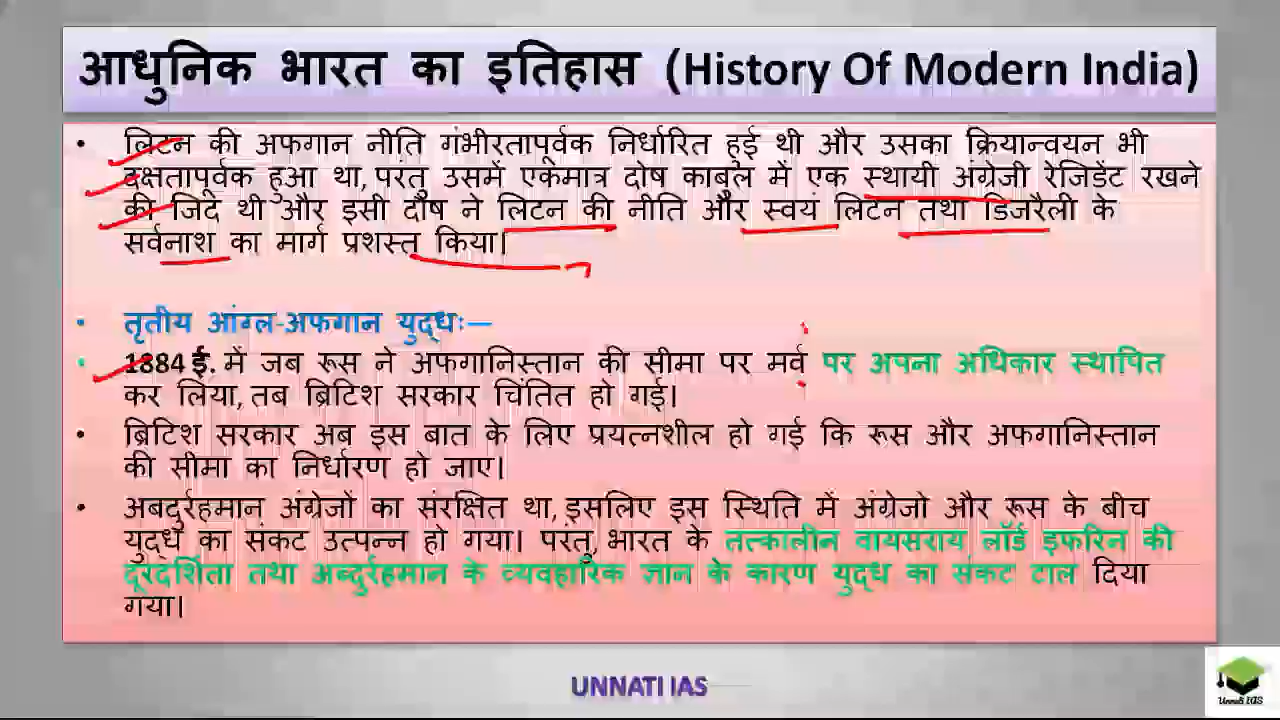 आधुनिक भारत का इतिहास (History Of Modern India)
• लिटन की अफगान नीति गंभीरतापूर्वक निर्धारित हुई थी और उसका क्रियान्वयन भी
दक्षतापूर्वक हुआ था, परंतु उसमें एकमात्र दोष काबुल में एक स्थायी अंग्रेजी रेजिडेंट रखने
की जिद थी और इसी दोष ने लिटन की नीति और स्वयं लिटन तथा डिजरैली के
सर्वनाश का मार्ग प्रशस्त किया।
• तृतीय आंग्ल-अफगान युद्धः—
• 1884 ई. में जब रूस ने अफगानिस्तान की सीमा पर मर्व पर अपना अधिकार स्थापित
कर लिया, तब ब्रिटिश सरकार चिंतित हो गई।
• ब्रिटिश सरकार अब इस बात के लिए प्रयत्नशील हो गई कि रूस और अफगानिस्तान
की सीमा का निर्धारण हो जाए।
• अबदुर्रहमान अंग्रेजों का संरक्षित था, इसलिए इस स्थिति में अंग्रेजो और रूस के बीच
युद्ध का संकट उत्पन्न हो गया। परंतु, भारत के तत्कालीन वायसराय लॉर्ड डफरिन की
दूरदर्शिता तथा अब्दुर्रहमान के व्यवहारिक ज्ञान के कारण युद्ध का संकट टाल दिया
गया।
UNNATI IAS
Unnati IAS